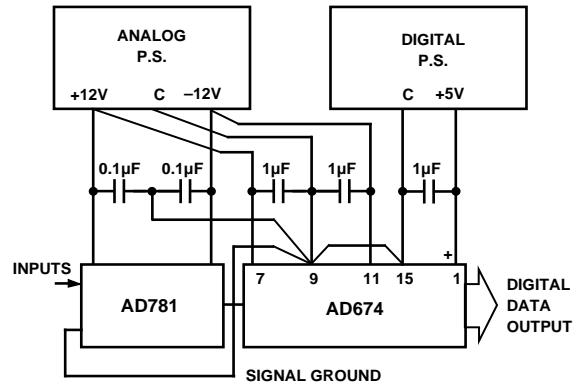 ANALOG
P.S.
DIGITAL
P.S.
+12V C –12V
C +5V
0.1µF 0.1µF 1µF 1µF 1µF
INPUTS
7 9 11 15 1
+
AD781
AD674
DIGITAL
DATA
OUTPUT
SIGNAL GROUND